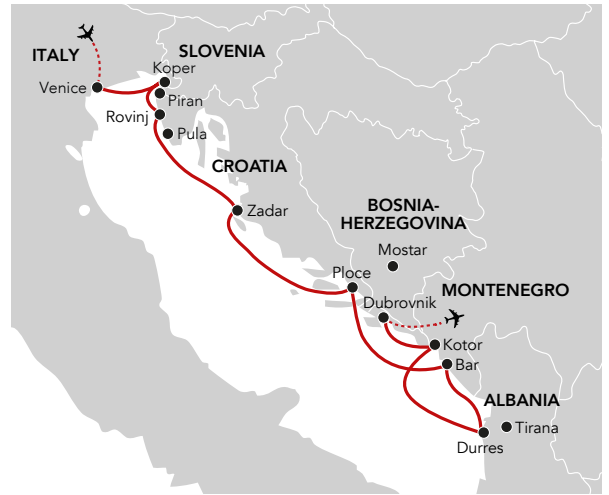 ITALY
SLOVENIA
Koper
Venice
Piran
Rovinj
Pula
CROATIA
Zadar
BOSNIA-
HERZEGOVINA
Mostar
Ploce
MONTENEGRO
Dubrovnik
Kotor
Bar
ALBANIA
Tirana
Durres